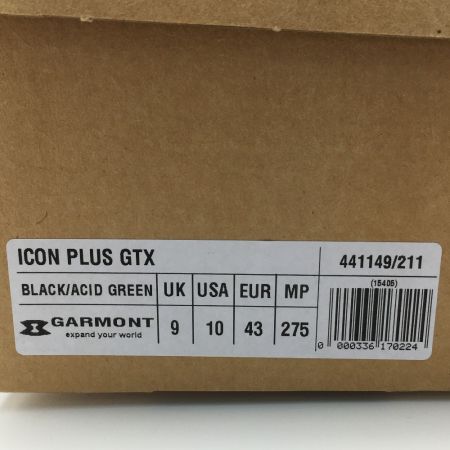 ICON PLUS GTX 441149/211
BLACK/ACID GREEN UK USA EUR MP (15405)
GARMONT 9 10 43 275
expand your world
0 000336 170224